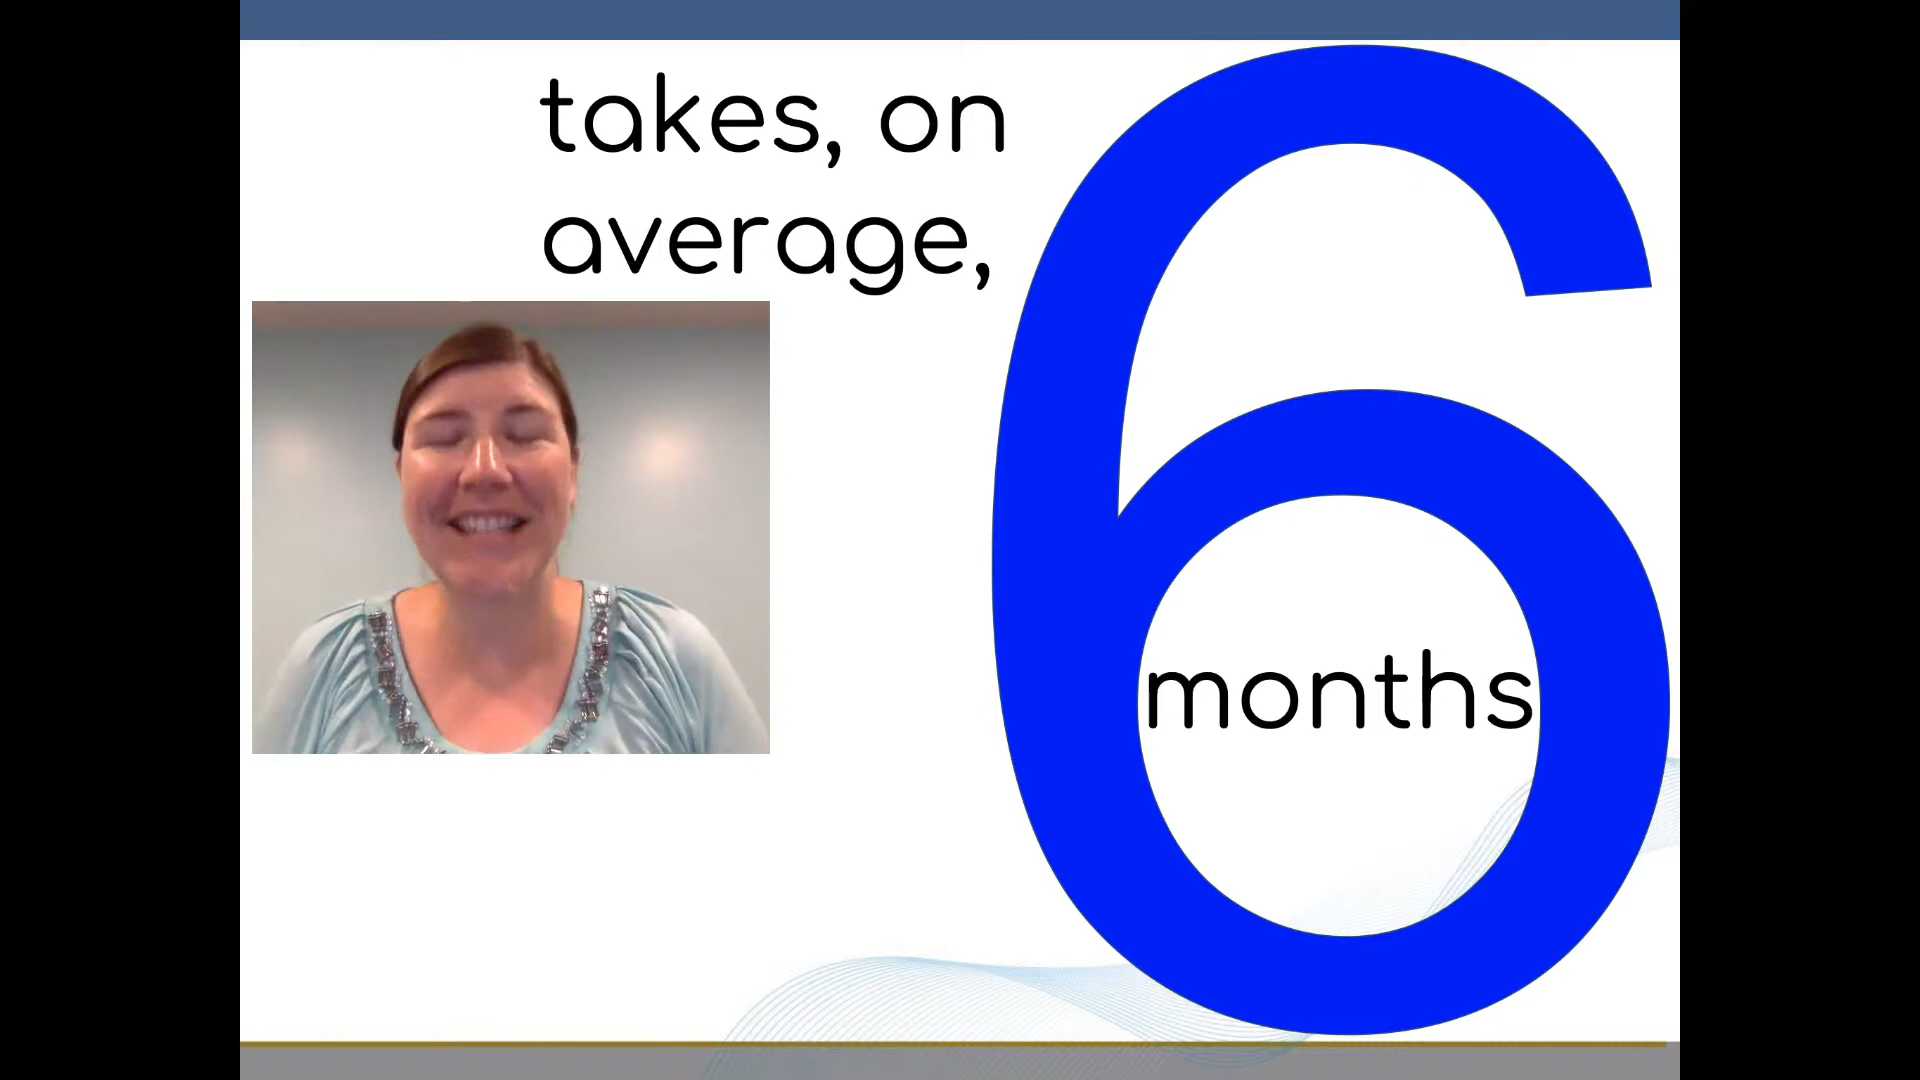 takes, on
average,
6
months